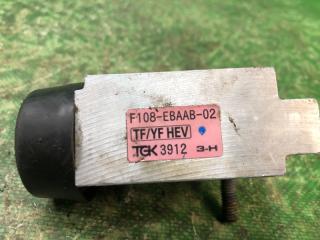 F108-EBAAB-02
TF/YF HEV
TGK 3912 3-H